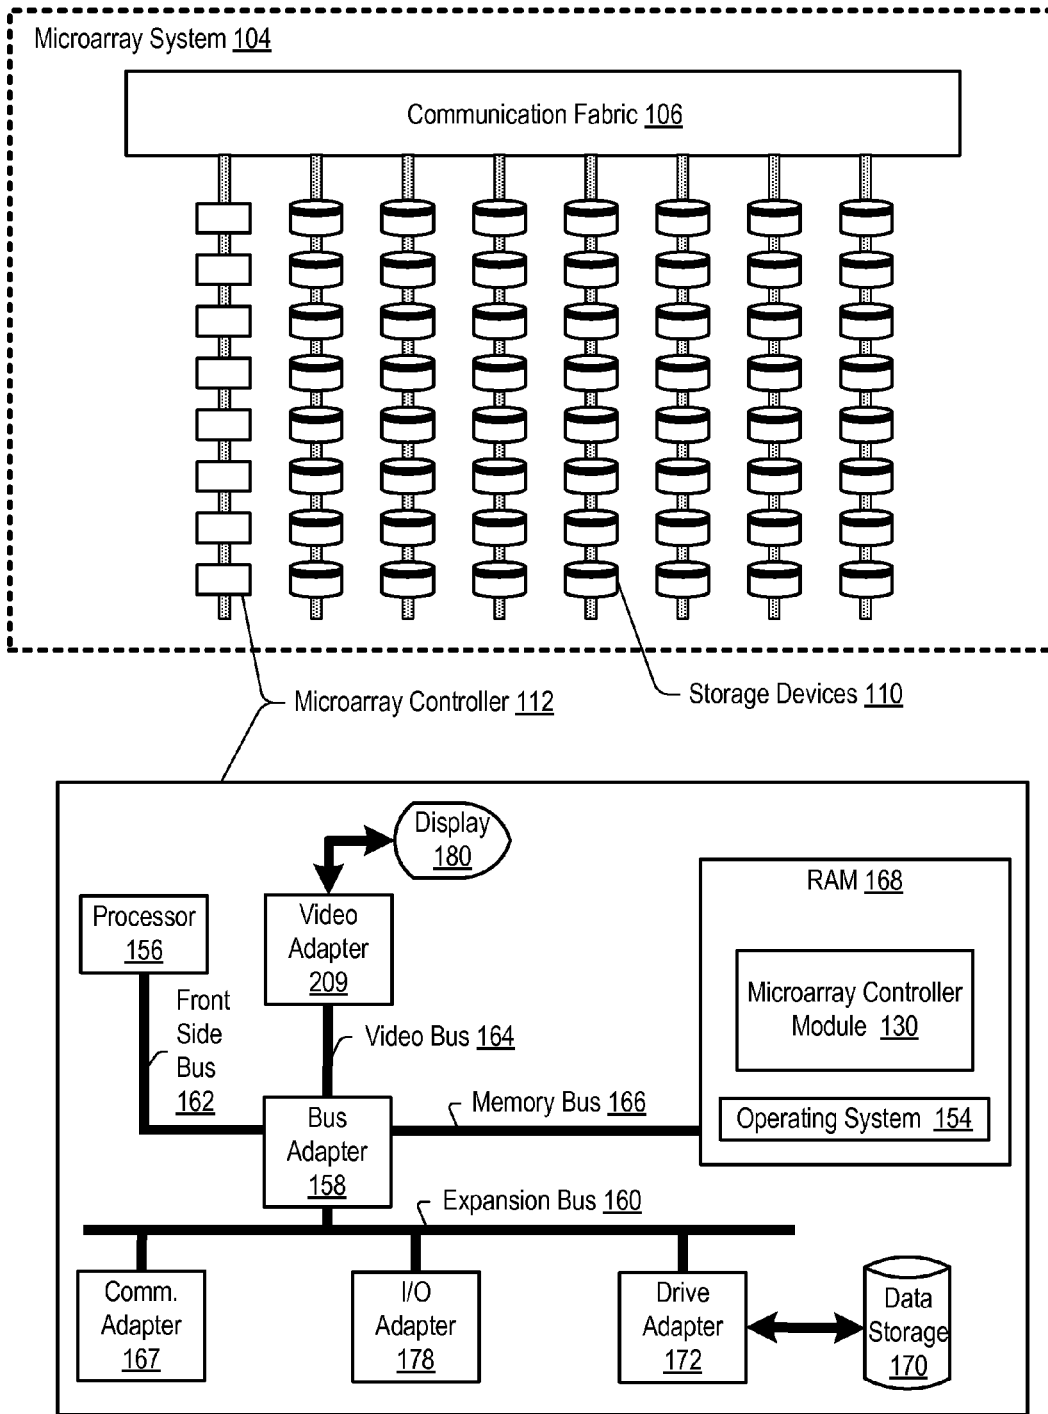 Microarray System 104
Communication Fabric 106
Microarray Controller 112
Storage Devices 110
Display
180
RAM 168
Processor
156
Video
Adapter
209
Microarray Controller
Module 130
Front
Side
Bus
162
Video Bus 164
Memory Bus 166
Operating System 154
Bus
Adapter
158
Expansion Bus 160
Comm.
Adapter
167
I/O
Adapter
178
Drive
Adapter
172
Data
Storage
170